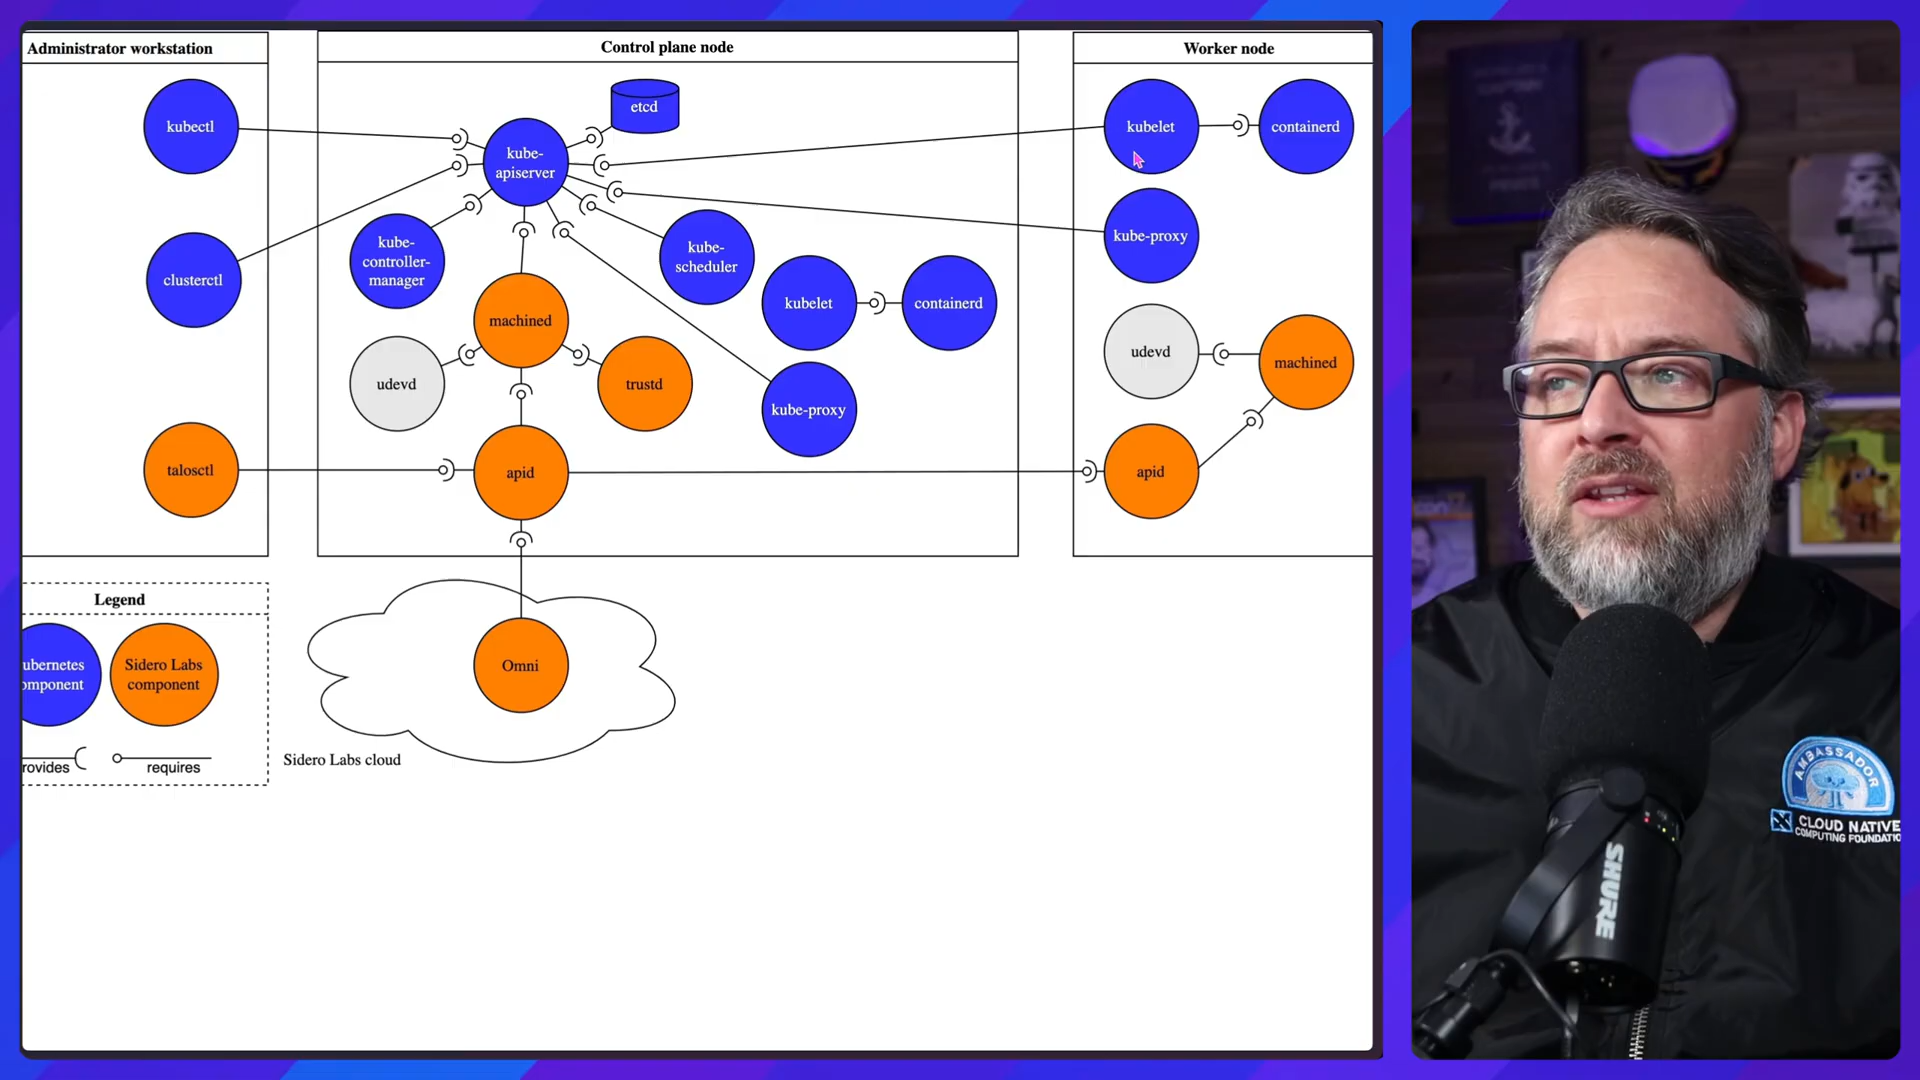 Administrator workstation
Control plane node
Worker node
kubectl
clusterctl
talosctl
etcd
kube-
apiserver
kube-
controller-
manager
kube-
scheduler
machined
kubelet
containerd
udevd
trustd
kube-proxy
apid
kubelet
containerd
kube-proxy
udevd
machined
apid
Legend
ubernetes
omponent
Sidero Labs
component
rovides
requires
Omni
Sidero Labs cloud
SHURE
AMBASSADOR
CLOUD NATIVE
COMPUTING FOUNDATIO